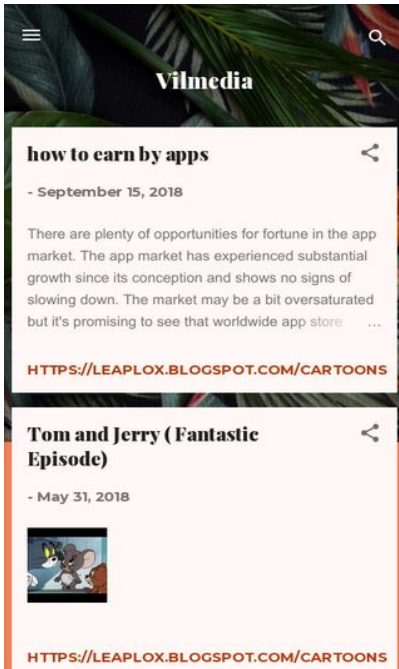 Vilmedia
how to earn by apps
- September 15, 2018
There are plenty of opportunities for fortune in the app
market. The app market has experienced substantial
growth since its conception and shows no signs of
slowing down. The market may be a bit oversaturated
but it's promising to see that worldwide app store ...
HTTPS://LEAPLOX.BLOGSPOT.COM/CARTOONS
Tom and Jerry ( Fantastic
Episode)
- May 31, 2018
HTTPS://LEAPLOX.BLOGSPOT.COM/CARTOONS